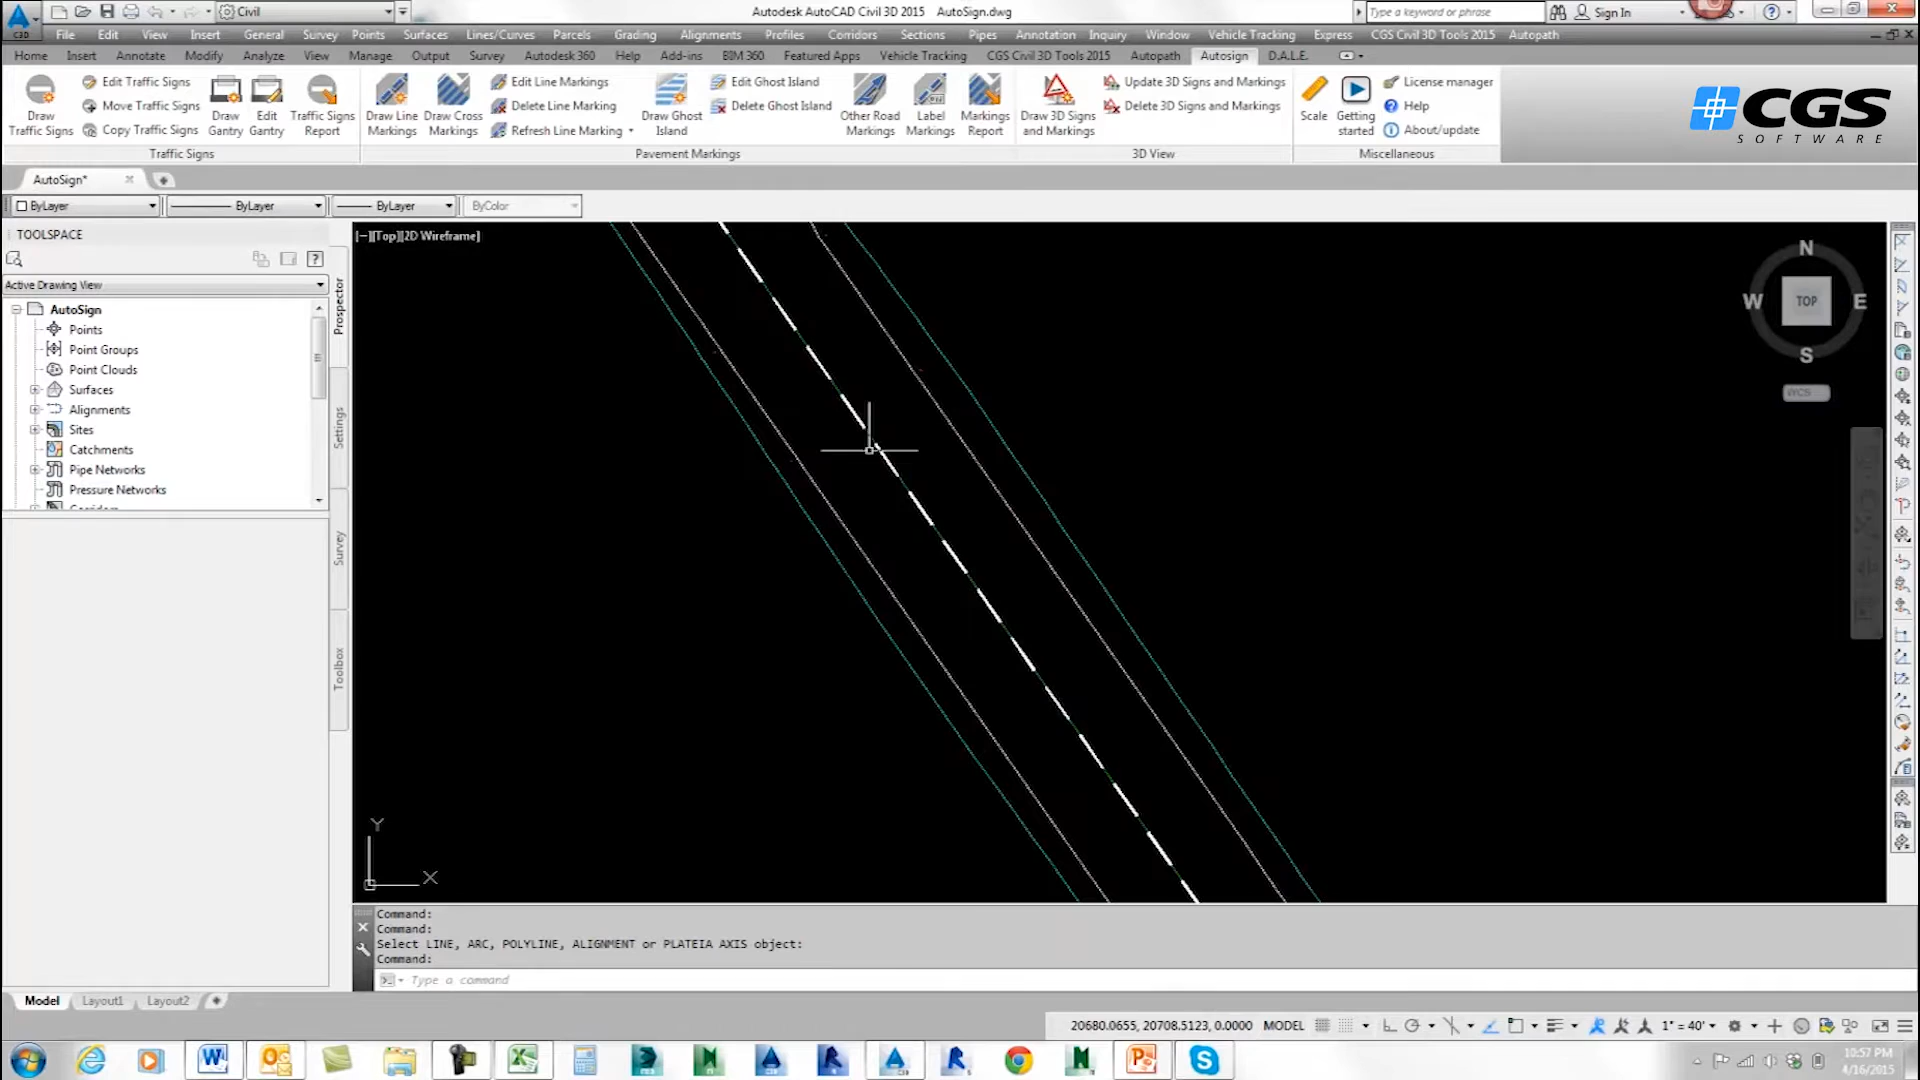 Civil
Autodesk AutoCAD Civil 3D 2015 AutoSign.dwg
Type a keyword or phrase
Sign In
C3D
File Edit View Insert General Survey Points Surfaces Lines/Curves Parcels Grading Alignments Profiles Corridors Sections Pipes Annotation Inquiry Window Vehicle Tracking Express CGS Civil 3D Tools 2015 Autopath
Home Insert Annotate Modify Analyze View Manage Output Survey Autodesk 360 Help Add-ins BIM 360 Featured Apps Vehicle Tracking CGS Civil 3D Tools 2015 Autopath Autosign D.A.L.E.
Draw Traffic Signs
Edit Traffic Signs
Move Traffic Signs
Copy Traffic Signs
Draw Gantry
Edit Gantry
Traffic Signs Report
Traffic Signs
Draw Line Markings
Draw Cross Markings
Edit Line Markings
Delete Line Marking
Refresh Line Marking
Draw Ghost Island
Edit Ghost Island
Delete Ghost Island
Other Road Markings
Label Markings
Markings Report
Pavement Markings
Draw 3D Signs and Markings
Update 3D Signs and Markings
Delete 3D Signs and Markings
3D View
Scale
Getting started
License manager
Help
About/update
Miscellaneous
CGS
SOFTWARE
AutoSign*
ByLayer ByLayer ByLayer ByColor
TOOLSPACE
Active Drawing View
AutoSign
Points
Point Groups
Point Clouds
Surfaces
Alignments
Sites
Catchments
Pipe Networks
Pressure Networks
Corridors
Prospector
Settings
Survey
Toolbox
[−][Top][2D Wireframe]
N
W TOP E
S
WCS
Y
X
Command:
Command:
Select LINE, ARC, POLYLINE, ALIGNMENT or PLATEIA AXIS object:
Command:
Type a command
Model Layout1 Layout2
20680.0655, 20708.5123, 0.0000 MODEL 1" = 40'
10:57 PM
4/16/2015